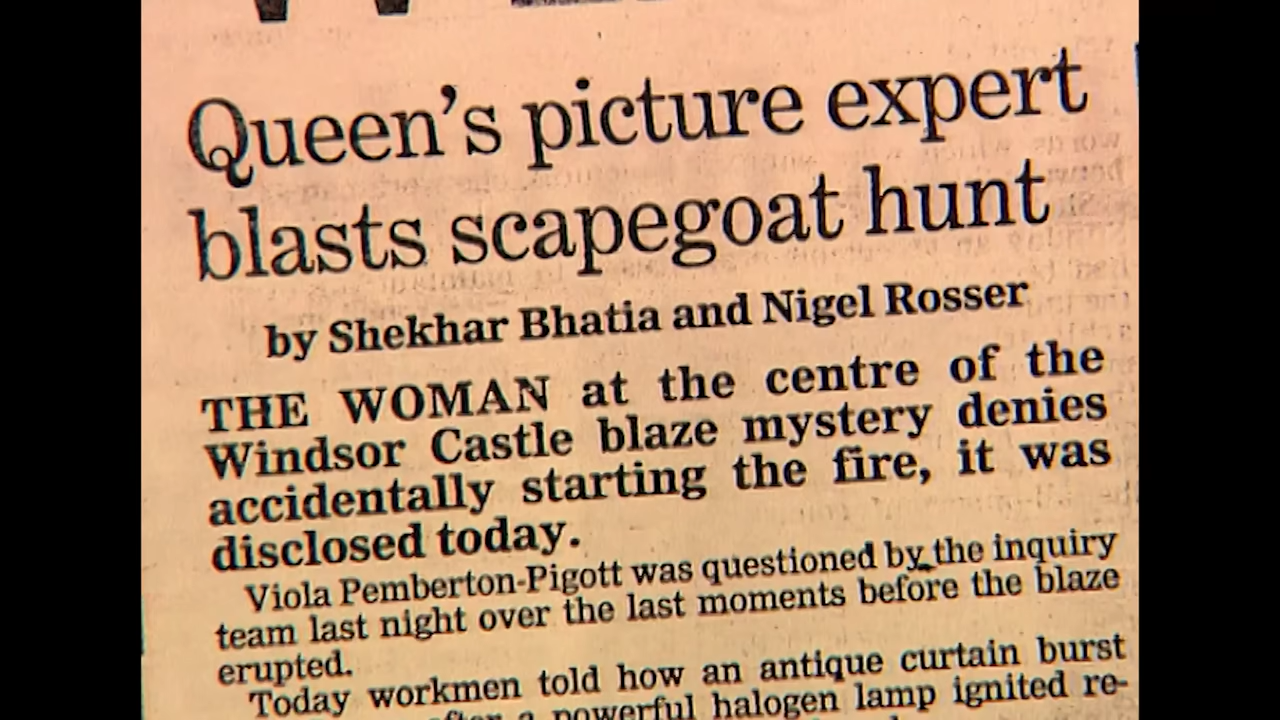 Queen's picture expert
blasts scapegoat hunt
by Shekhar Bhatia and Nigel Rosser
THE WOMAN at the centre of the
Windsor Castle blaze mystery denies
accidentally starting the fire, it was
disclosed today.
Viola Pemberton-Pigott was questioned by the inquiry
team last night over the last moments before the blaze
erupted.
Today workmen told how an antique curtain burst
after a powerful halogen lamp ignited re-